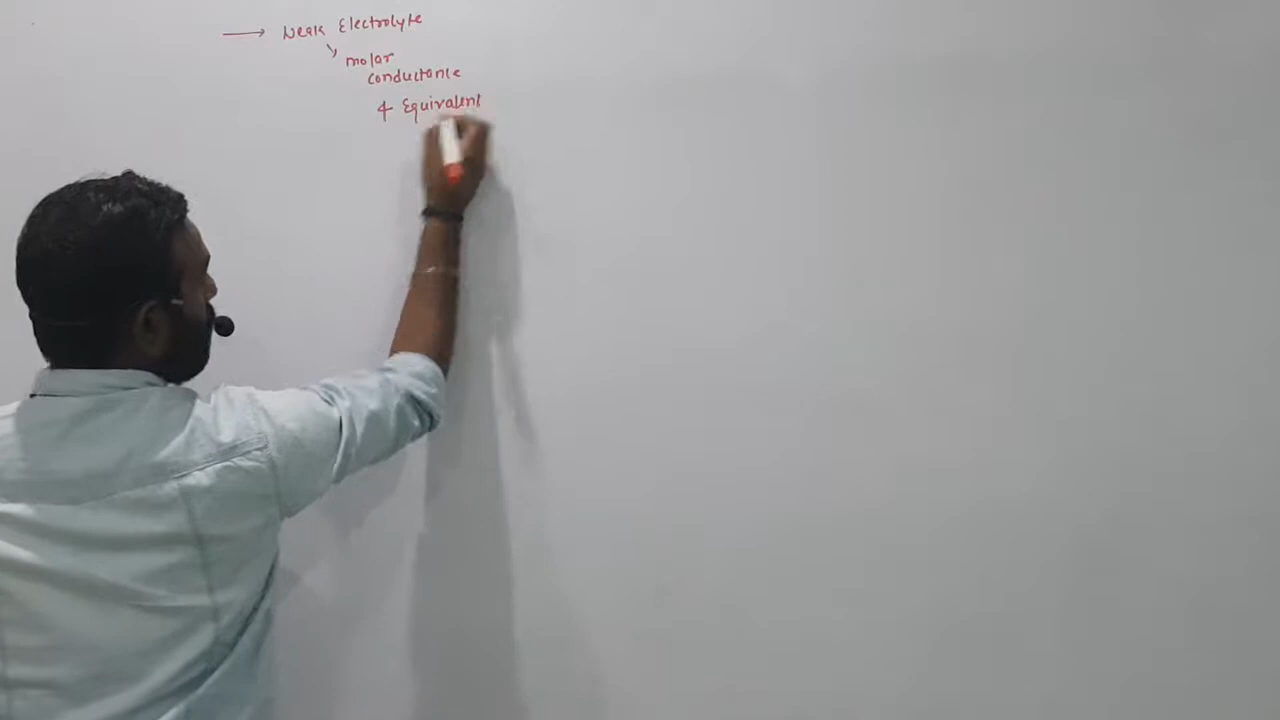 → Weak Electrolyte
↘ molar
conductance
& Equivalent